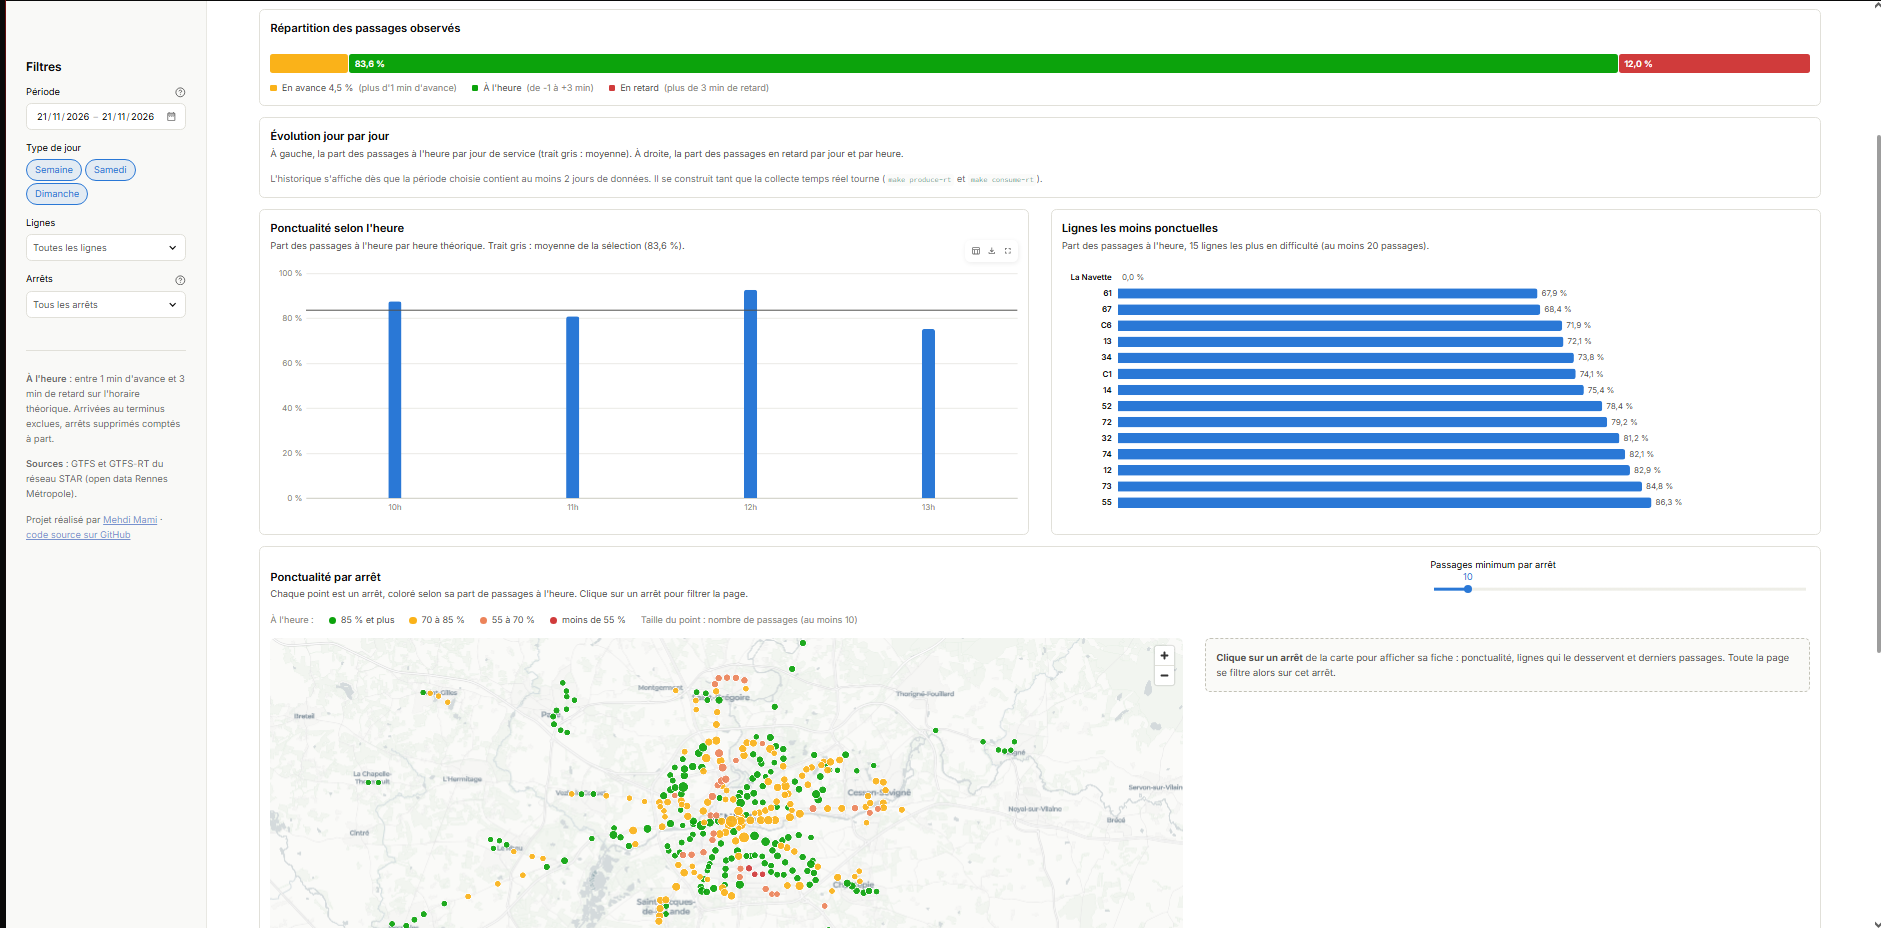 Filtres
Période
21/11/2026 – 21/11/2026
Type de jour
Semaine
Samedi
Dimanche
Lignes
Toutes les lignes
Arrêts
Tous les arrêts
À l'heure : entre 1 min d'avance et 3
min de retard sur l'horaire
théorique. Arrivées au terminus
exclues, arrêts supprimés comptés
à part.
Sources : GTFS et GTFS-RT du
réseau STAR (open data Rennes
Métropole).
Projet réalisé par Mehdi Mami ·
code source sur GitHub
Répartition des passages observés
83,6 %
12,0 %
En avance 4,5 % (plus d'1 min d'avance)
À l'heure (de -1 à +3 min)
En retard (plus de 3 min de retard)
Évolution jour par jour
À gauche, la part des passages à l'heure par jour de service (trait gris : moyenne). À droite, la part des passages en retard par jour et par heure.
L'historique s'affiche dès que la période choisie contient au moins 2 jours de données. Il se construit tant que la collecte temps réel tourne ( make produce-rt et make consume-rt ).
Ponctualité selon l'heure
Part des passages à l'heure par heure théorique. Trait gris : moyenne de la sélection (83,6 %).
100 %
80 %
60 %
40 %
20 %
0 %
10h
11h
12h
13h
Lignes les moins ponctuelles
Part des passages à l'heure, 15 lignes les plus en difficulté (au moins 20 passages).
La Navette 0,0 %
61 67,9 %
67 68,4 %
C6 71,9 %
13 72,1 %
34 73,8 %
C1 74,1 %
14 75,4 %
52 78,4 %
72 79,2 %
32 81,2 %
74 82,1 %
12 82,9 %
73 84,8 %
55 86,3 %
Ponctualité par arrêt
Chaque point est un arrêt, coloré selon sa part de passages à l'heure. Clique sur un arrêt pour filtrer la page.
Passages minimum par arrêt
10
À l'heure :
85 % et plus
70 à 85 %
55 à 70 %
moins de 55 %
Taille du point : nombre de passages (au moins 10)
+
−
Thorigné-Fouillard
Breteil
La Chapelle-
L'Hermitage
Cesson-Sévigné
Servon-sur-Vilain
Noyal-sur-Vilaine
Brécé
Cintré
Clique sur un arrêt de la carte pour afficher sa fiche : ponctualité, lignes qui le desservent et derniers passages. Toute la page
se filtre alors sur cet arrêt.